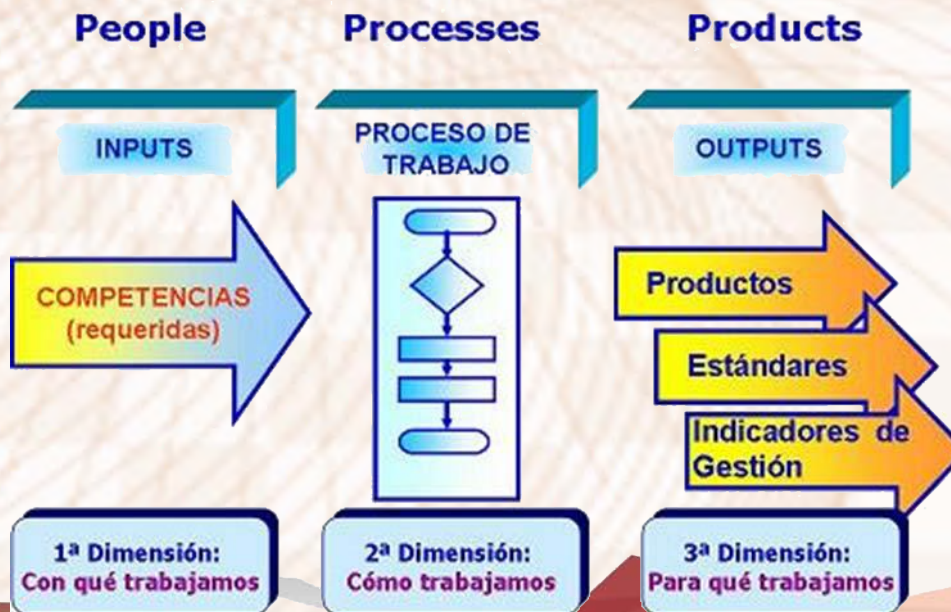 People
Processes
Products
INPUTS
PROCESO DE
TRABAJO
OUTPUTS
COMPETENCIAS
(requeridas)
Productos
Estándares
Indicadores de
Gestión
1ª Dimensión:
Con qué trabajamos
2ª Dimensión:
Cómo trabajamos
3ª Dimensión:
Para qué trabajamos